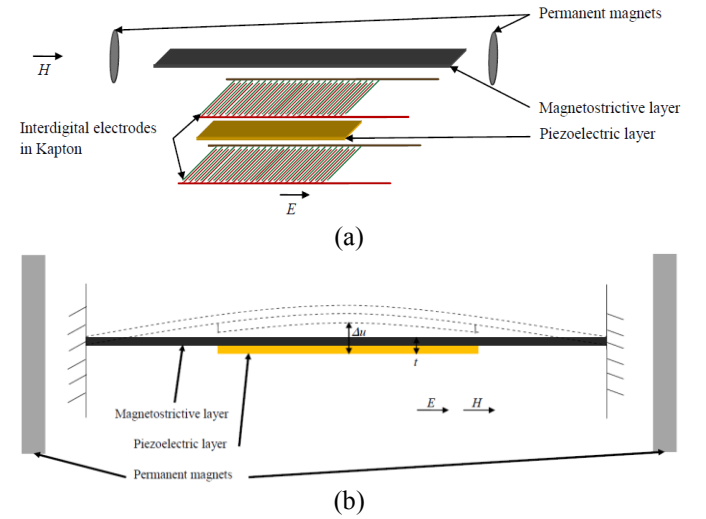 Permanent magnets
H
Magnetostrictive layer
Interdigital electrodes
in Kapton
Piezoelectric layer
E
(a)
Δu
t
E
H
Magnetostrictive layer
Piezoelectric layer
Permanent magnets
(b)